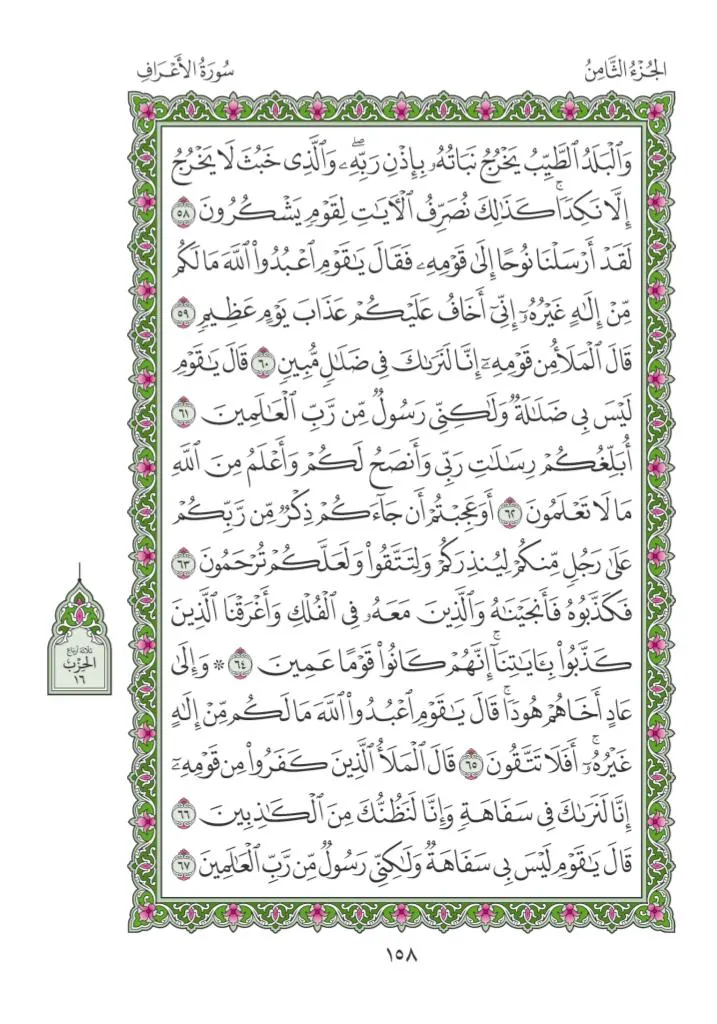 الجُزْءُ الثَّامِنُ
سُورَةُ الأَعْرَافِ
وَٱلْبَلَدُ ٱلطَّيِّبُ يَخْرُجُ نَبَاتُهُۥ بِإِذْنِ رَبِّهِۦۖ وَٱلَّذِى خَبُثَ لَا يَخْرُجُ
إِلَّا نَكِدًاۚ كَذَٰلِكَ نُصَرِّفُ ٱلْءَايَٰتِ لِقَوْمٍ يَشْكُرُونَ ٥٨
لَقَدْ أَرْسَلْنَا نُوحًا إِلَىٰ قَوْمِهِۦ فَقَالَ يَٰقَوْمِ ٱعْبُدُوا۟ ٱللَّهَ مَا لَكُم
مِّنْ إِلَٰهٍ غَيْرُهُۥٓ إِنِّىٓ أَخَافُ عَلَيْكُمْ عَذَابَ يَوْمٍ عَظِيمٍ ٥٩
قَالَ ٱلْمَلَأُ مِن قَوْمِهِۦٓ إِنَّا لَنَرَىٰكَ فِى ضَلَٰلٍ مُّبِينٍ ٦٠ قَالَ يَٰقَوْمِ
لَيْسَ بِى ضَلَٰلَةٌ وَلَٰكِنِّى رَسُولٌ مِّن رَّبِّ ٱلْعَٰلَمِينَ ٦١
أُبَلِّغُكُمْ رِسَٰلَٰتِ رَبِّى وَأَنصَحُ لَكُمْ وَأَعْلَمُ مِنَ ٱللَّهِ
مَا لَا تَعْلَمُونَ ٦٢ أَوَعَجِبْتُمْ أَن جَآءَكُمْ ذِكْرٌ مِّن رَّبِّكُمْ
عَلَىٰ رَجُلٍ مِّنكُمْ لِيُنذِرَكُمْ وَلِتَتَّقُوا۟ وَلَعَلَّكُمْ تُرْحَمُونَ ٦٣
فَكَذَّبُوهُ فَأَنجَيْنَٰهُ وَٱلَّذِينَ مَعَهُۥ فِى ٱلْفُلْكِ وَأَغْرَقْنَا ٱلَّذِينَ
كَذَّبُوا۟ بِـَٔايَٰتِنَآۚ إِنَّهُمْ كَانُوا۟ قَوْمًا عَمِينَ ٦٤ ۞ وَإِلَىٰ
عَادٍ أَخَاهُمْ هُودًاۚ قَالَ يَٰقَوْمِ ٱعْبُدُوا۟ ٱللَّهَ مَا لَكُم مِّنْ إِلَٰهٍ
غَيْرُهُۥٓۚ أَفَلَا تَتَّقُونَ ٦٥ قَالَ ٱلْمَلَأُ ٱلَّذِينَ كَفَرُوا۟ مِن قَوْمِهِۦٓ
إِنَّا لَنَرَىٰكَ فِى سَفَاهَةٍ وَإِنَّا لَنَظُنُّكَ مِنَ ٱلْكَٰذِبِينَ ٦٦
قَالَ يَٰقَوْمِ لَيْسَ بِى سَفَاهَةٌ وَلَٰكِنِّى رَسُولٌ مِّن رَّبِّ ٱلْعَٰلَمِينَ ٦٧
ثلاثة أرباع
الحِزْبِ
١٦
١٥٨